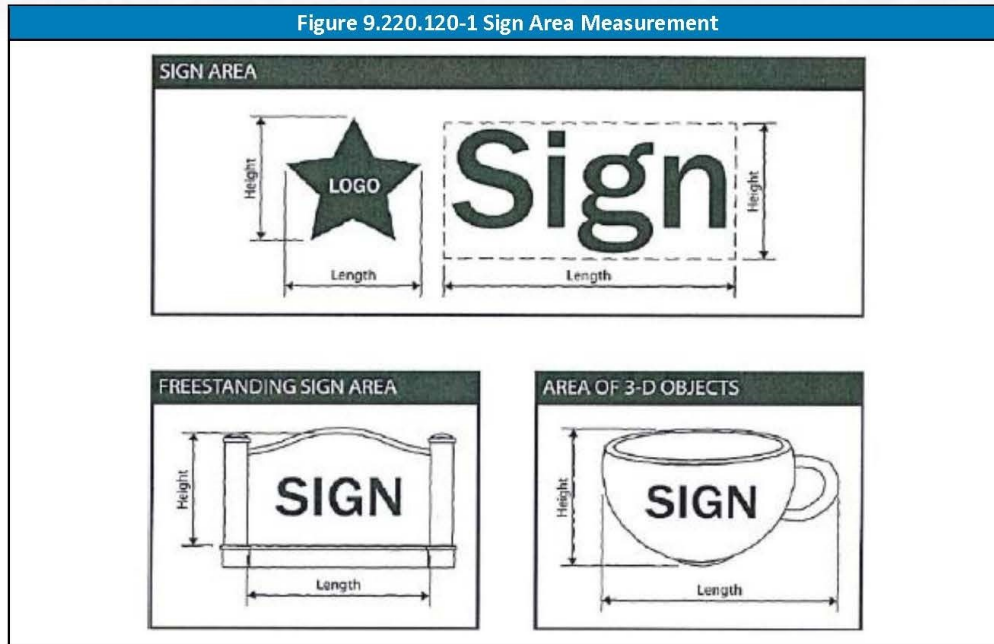 Figure 9.220.120-1 Sign Area Measurement
SIGN AREA
Height
LOGO
Sign
Height
Length
Length
FREESTANDING SIGN AREA
Height
SIGN
Length
AREA OF 3-D OBJECTS
Height
SIGN
Length